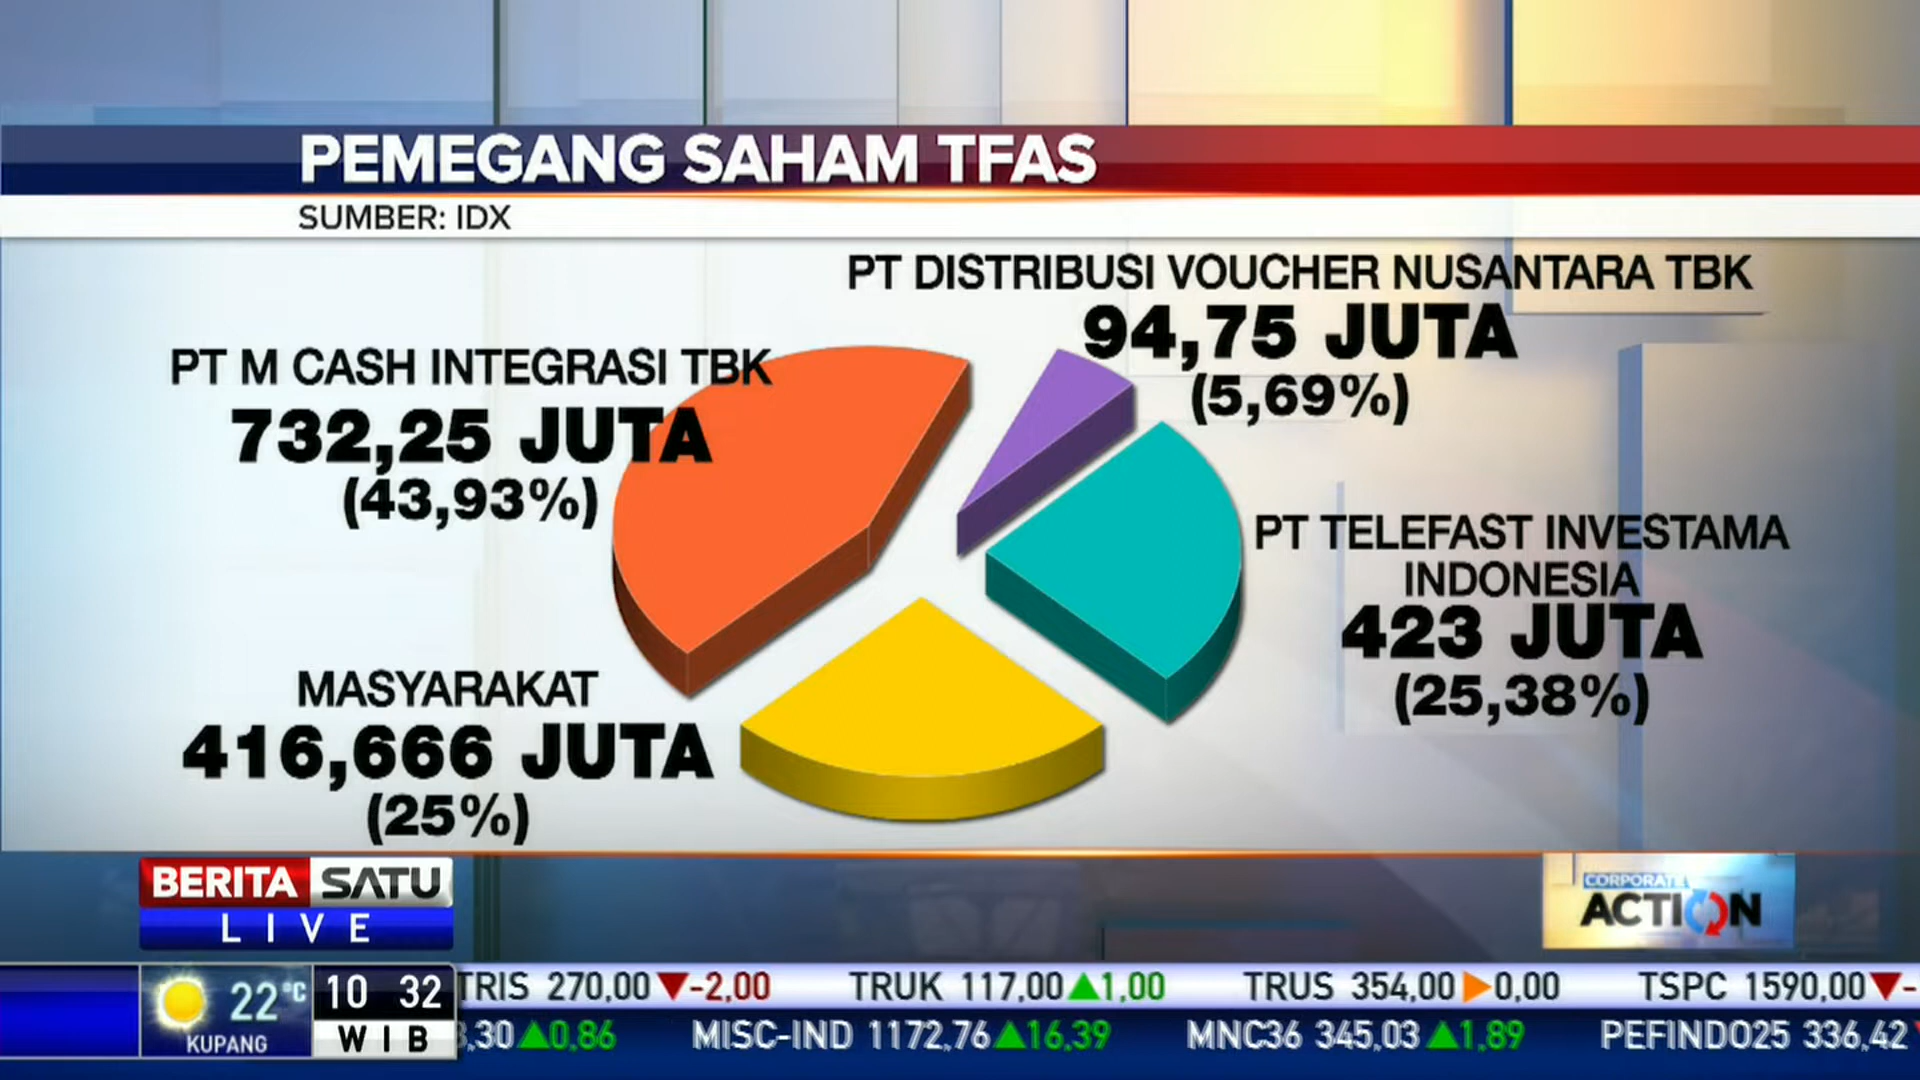 PEMEGANG SAHAM TFAS
SUMBER: IDX
PT DISTRIBUSI VOUCHER NUSANTARA TBK
94,75 JUTA
(5,69%)
PT M CASH INTEGRASI TBK
732,25 JUTA
(43,93%)
PT TELEFAST INVESTAMA
INDONESIA
423 JUTA
(25,38%)
MASYARAKAT
416,666 JUTA
(25%)
BERITA SATU
LIVE
CORPORATE
ACTION
22°C
KUPANG
10 32
WIB
TRIS 270,00 ▼-2,00 TRUK 117,00 ▲1,00 TRUS 354,00 ▶0,00 TSPC 1590,00 ▼-
,30 ▲0,86 MISC-IND 1172,76 ▲16,39 MNC36 345,03 ▲1,89 PEFINDO25 336,42